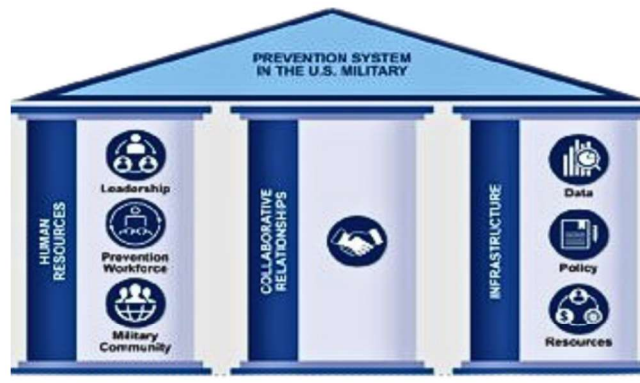 PREVENTION SYSTEM
IN THE U.S. MILITARY
HUMAN
RESOURCES
Leadership
Prevention
Workforce
Military
Community
COLLABORATIVE
RELATIONSHIPS
INFRASTRUCTURE
Data
Policy
$
Resources